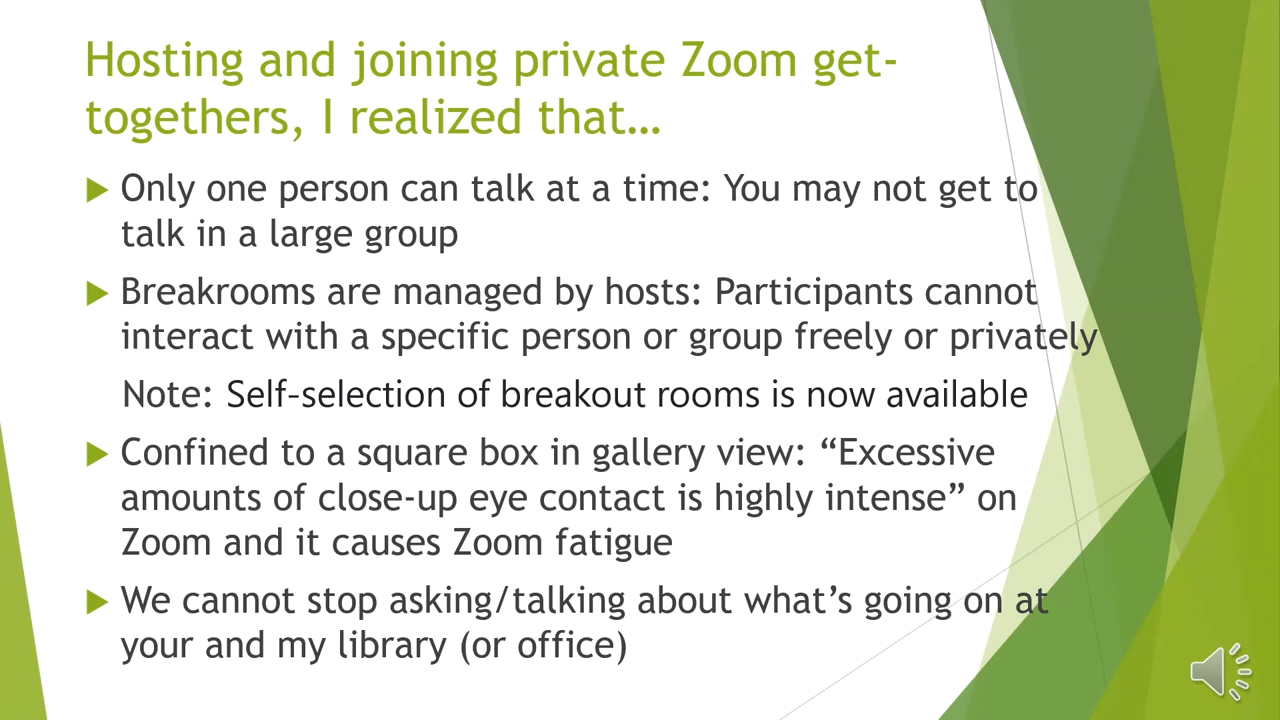 Hosting and joining private Zoom get-
togethers, I realized that…
Only one person can talk at a time: You may not get to
talk in a large group
Breakrooms are managed by hosts: Participants cannot
interact with a specific person or group freely or privately
Note: Self-selection of breakout rooms is now available
Confined to a square box in gallery view: “Excessive
amounts of close-up eye contact is highly intense” on
Zoom and it causes Zoom fatigue
We cannot stop asking/talking about what’s going on at
your and my library (or office)